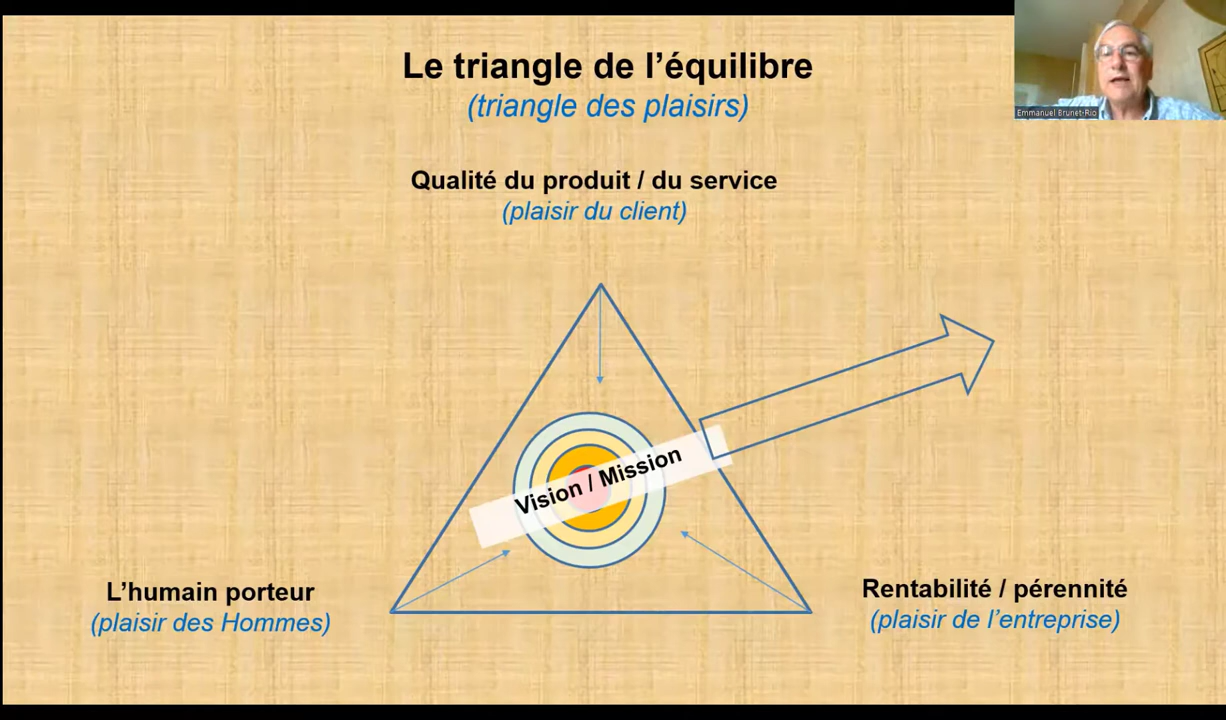 Le triangle de l’équilibre
(triangle des plaisirs)
Emmanuel Brunet-Rio
Qualité du produit / du service
(plaisir du client)
Vision / Mission
L’humain porteur
(plaisir des Hommes)
Rentabilité / pérennité
(plaisir de l’entreprise)